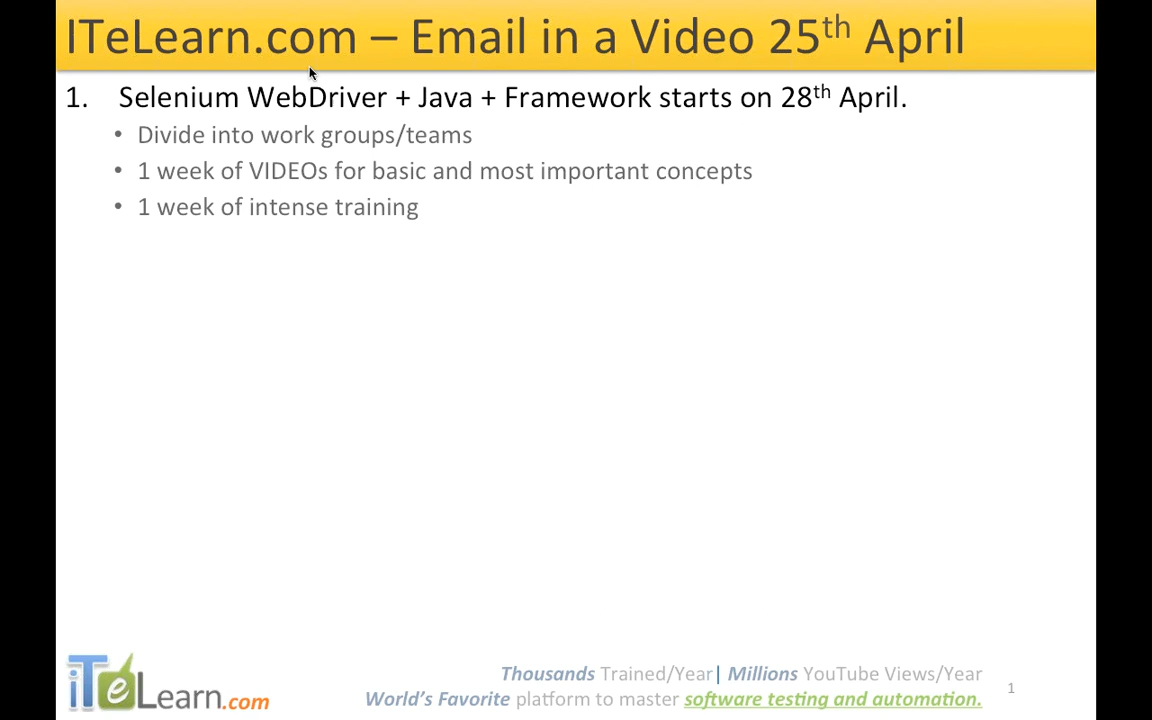 ITeLearn.com – Email in a Video 25th April
1. Selenium WebDriver + Java + Framework starts on 28th April.
• Divide into work groups/teams
• 1 week of VIDEOs for basic and most important concepts
• 1 week of intense training
Thousands Trained/Year| Millions YouTube Views/Year
World's Favorite platform to master software testing and automation.
1
iTeLearn.com